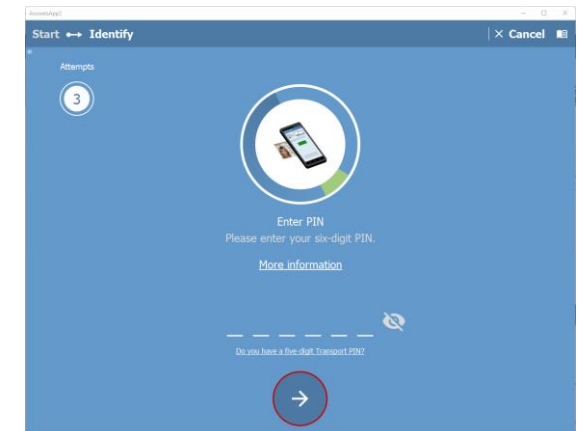 AusweisApp2
Start Identify
Cancel
Attempts
3
Enter PIN
Please enter your six-digit PIN.
More information
Do you have a five-digit Transport PIN?